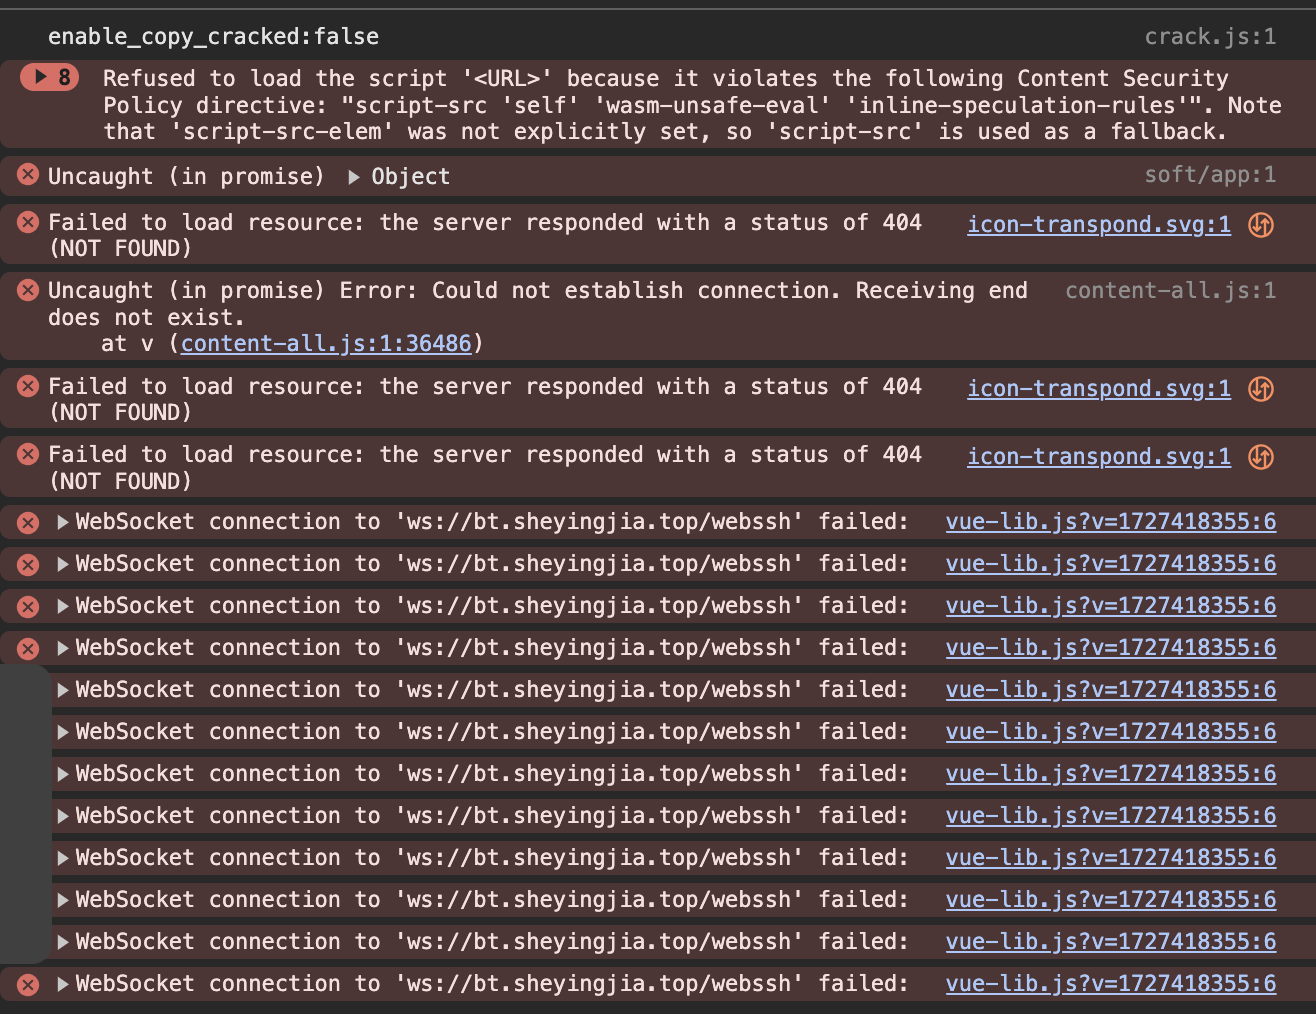 enable_copy_cracked:false crack.js:1
8 Refused to load the script '<URL>' because it violates the following Content Security
Policy directive: "script-src 'self' 'wasm-unsafe-eval' 'inline-speculation-rules'". Note
that 'script-src-elem' was not explicitly set, so 'script-src' is used as a fallback.
Uncaught (in promise) Object soft/app:1
Failed to load resource: the server responded with a status of 404 icon-transpond.svg:1
(NOT FOUND)
Uncaught (in promise) Error: Could not establish connection. Receiving end content-all.js:1
does not exist.
at v (content-all.js:1:36486)
Failed to load resource: the server responded with a status of 404 icon-transpond.svg:1
(NOT FOUND)
Failed to load resource: the server responded with a status of 404 icon-transpond.svg:1
(NOT FOUND)
WebSocket connection to 'ws://bt.sheyingjia.top/webssh' failed: vue-lib.js?v=1727418355:6
WebSocket connection to 'ws://bt.sheyingjia.top/webssh' failed: vue-lib.js?v=1727418355:6
WebSocket connection to 'ws://bt.sheyingjia.top/webssh' failed: vue-lib.js?v=1727418355:6
WebSocket connection to 'ws://bt.sheyingjia.top/webssh' failed: vue-lib.js?v=1727418355:6
WebSocket connection to 'ws://bt.sheyingjia.top/webssh' failed: vue-lib.js?v=1727418355:6
WebSocket connection to 'ws://bt.sheyingjia.top/webssh' failed: vue-lib.js?v=1727418355:6
WebSocket connection to 'ws://bt.sheyingjia.top/webssh' failed: vue-lib.js?v=1727418355:6
WebSocket connection to 'ws://bt.sheyingjia.top/webssh' failed: vue-lib.js?v=1727418355:6
WebSocket connection to 'ws://bt.sheyingjia.top/webssh' failed: vue-lib.js?v=1727418355:6
WebSocket connection to 'ws://bt.sheyingjia.top/webssh' failed: vue-lib.js?v=1727418355:6
WebSocket connection to 'ws://bt.sheyingjia.top/webssh' failed: vue-lib.js?v=1727418355:6
WebSocket connection to 'ws://bt.sheyingjia.top/webssh' failed: vue-lib.js?v=1727418355:6